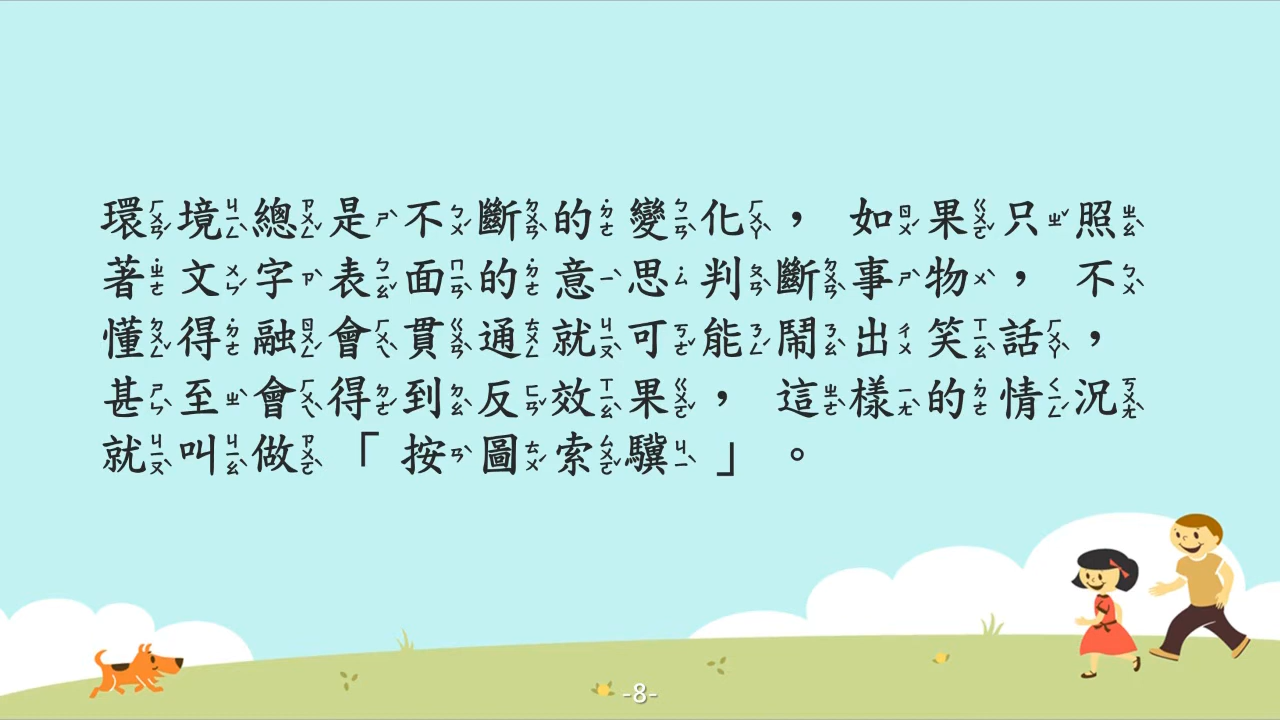 環境總是不斷的變化，如果只照
著文字表面的意思判斷事物，不
懂得融會貫通就可能鬧出笑話，
甚至會得到反效果，這樣的情況
就叫做「按圖索驥」。
-8-